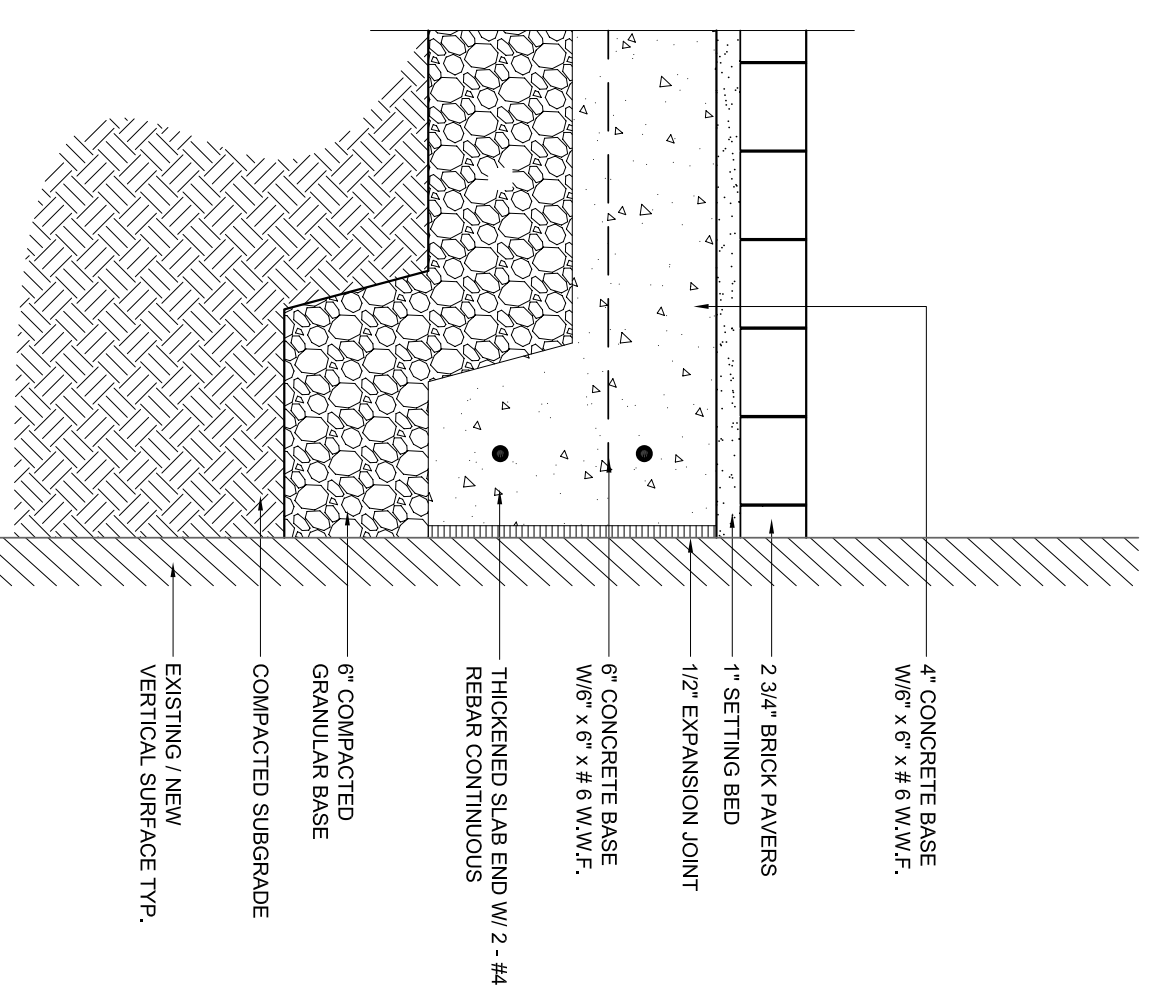 4" CONCRETE BASE
W/6" x 6" x # 6 W.W.F.
2 3/4" BRICK PAVERS
1" SETTING BED
1/2" EXPANSION JOINT
6" CONCRETE BASE
W/6" x 6" x # 6 W.W.F.
THICKENED SLAB END W/ 2 - #4
REBAR CONTINUOUS
6" COMPACTED
GRANULAR BASE
COMPACTED SUBGRADE
EXISTING / NEW
VERTICAL SURFACE TYP.